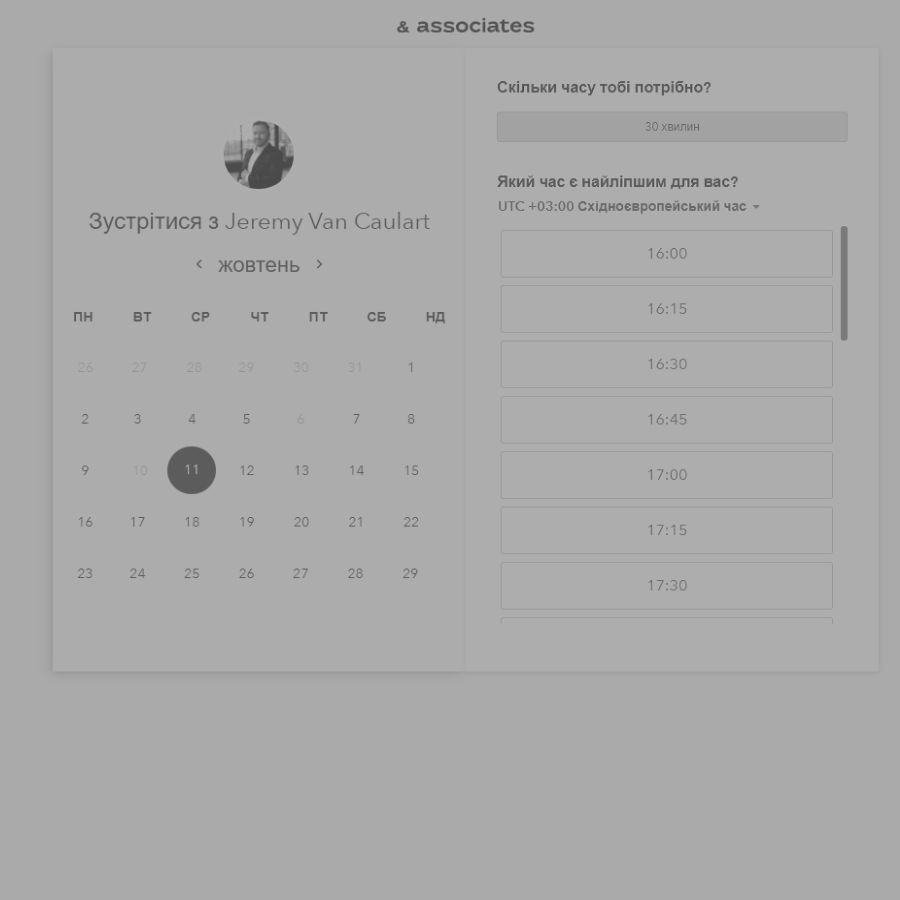 & associates
Зустрітися з Jeremy Van Caulart
жовтень
ПН ВТ СР ЧТ ПТ СБ НД
26 27 28 29 30 31 1
2 3 4 5 6 7 8
9 10 11 12 13 14 15
16 17 18 19 20 21 22
23 24 25 26 27 28 29
Скільки часу тобі потрібно?
30 хвилин
Який час є найліпшим для вас?
UTC +03:00 Східноєвропейський час
16:00
16:15
16:30
16:45
17:00
17:15
17:30